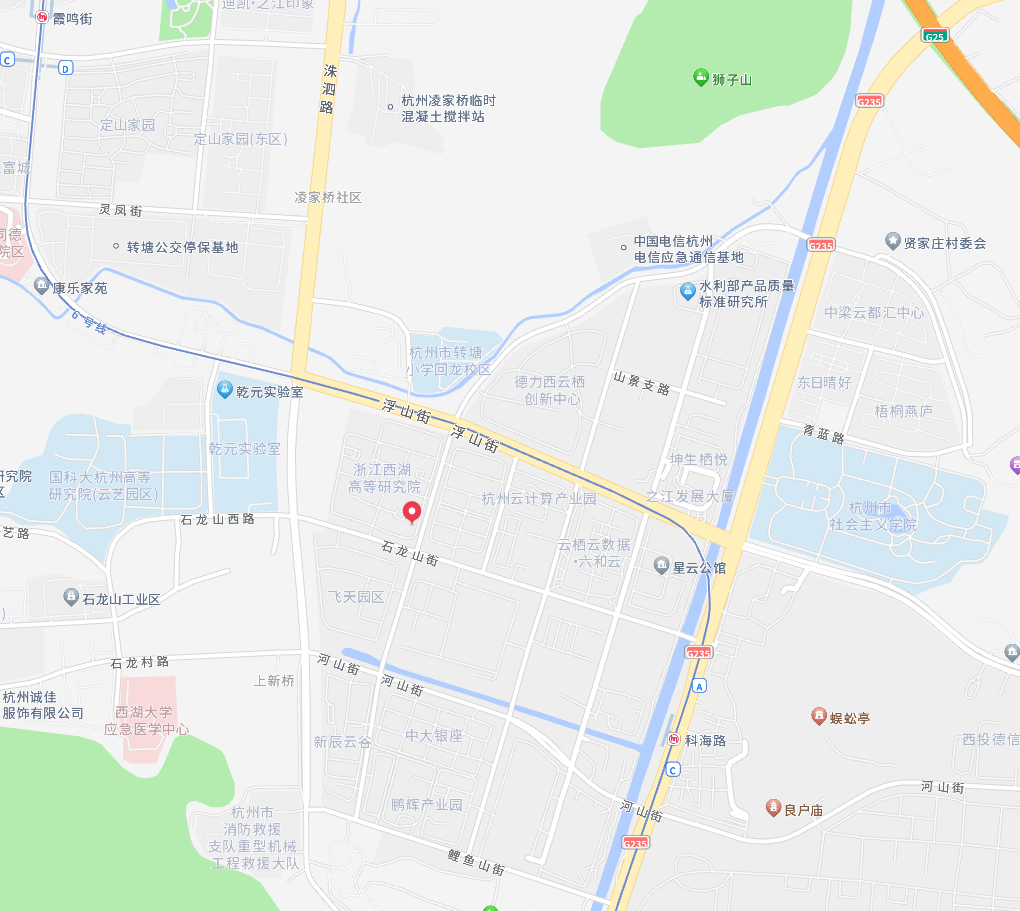 迪凯·之江印象
霞鸣街
G25
C
D
洙泗路
狮子山
G235
杭州凌家桥临时
混凝土搅拌站
定山家园
定山家园(东区)
富城
凌家桥社区
灵凤街
同德
院区
转塘公交停保基地
中国电信杭州
电信应急通信基地
G235
贤家庄村委会
康乐家苑
水利部产品质量
标准研究所
6号线
中梁云都汇中心
杭州市转塘
小学回龙校区
德力西云栖
创新中心
山景支路
东日晴好
乾元实验室
浮山街
梧桐燕庐
浮山街
青蓝路
乾元实验室
坤生栖悦
研究院
区
国科大杭州高等
研究院(云艺园区)
浙江西湖
高等研究院
杭州云计算产业园
之江发展大厦
杭州市
社会主义学院
石龙山西路
艺路
石龙山街
云栖云数据
·六和云
星云公馆
石龙山工业区
飞天园区
)
石龙村路
河山街
G235
上新桥
河山街
A
杭州诚佳
服饰有限公司
西湖大学
应急医学中心
蜈蚣亭
新辰云谷
中大银座
科海路
西投德信
C
河山街
鹏辉产业园
河山街
良户庙
杭州市
消防救援
支队重型机械
工程救援大队
G235
鲤鱼山街